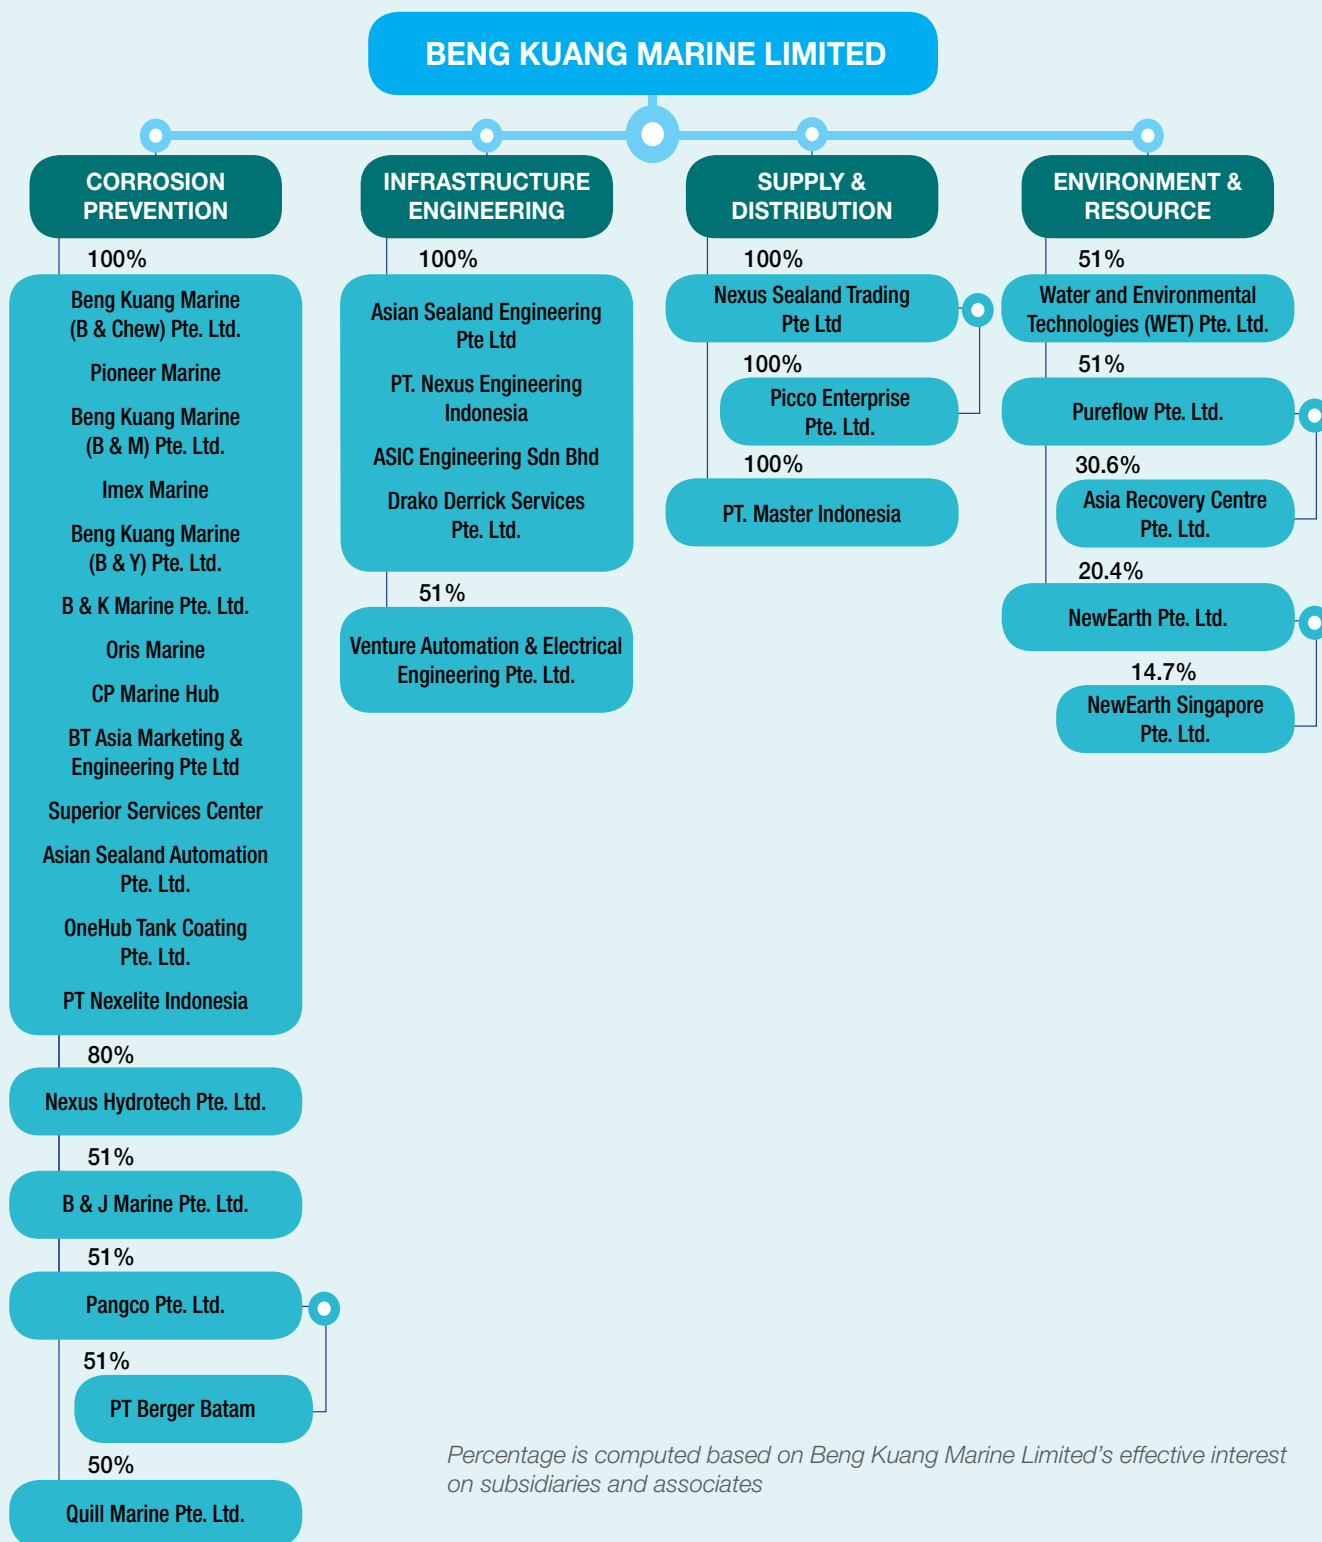 BENG KUANG MARINE LIMITED
CORROSION
PREVENTION
100%
Beng Kuang Marine
(B & Chew) Pte. Ltd.
Pioneer Marine
Beng Kuang Marine
(B & M) Pte. Ltd.
Imex Marine
Beng Kuang Marine
(B & Y) Pte. Ltd.
B & K Marine Pte. Ltd.
Oris Marine
CP Marine Hub
BT Asia Marketing &
Engineering Pte Ltd
Superior Services Center
Asian Sealand Automation
Pte. Ltd.
OneHub Tank Coating
Pte. Ltd.
PT Nexelite Indonesia
80%
Nexus Hydrotech Pte. Ltd.
51%
B & J Marine Pte. Ltd.
51%
Pangco Pte. Ltd.
51%
PT Berger Batam
50%
Quill Marine Pte. Ltd.
INFRASTRUCTURE
ENGINEERING
100%
Asian Sealand Engineering
Pte Ltd
PT. Nexus Engineering
Indonesia
ASIC Engineering Sdn Bhd
Drako Derrick Services
Pte. Ltd.
51%
Venture Automation & Electrical
Engineering Pte. Ltd.
SUPPLY &
DISTRIBUTION
100%
Nexus Sealand Trading
Pte Ltd
100%
Picco Enterprise
Pte. Ltd.
100%
PT. Master Indonesia
ENVIRONMENT &
RESOURCE
51%
Water and Environmental
Technologies (WET) Pte. Ltd.
51%
Pureflow Pte. Ltd.
30.6%
Asia Recovery Centre
Pte. Ltd.
20.4%
NewEarth Pte. Ltd.
14.7%
NewEarth Singapore
Pte. Ltd.
Percentage is computed based on Beng Kuang Marine Limited’s effective interest
on subsidiaries and associates